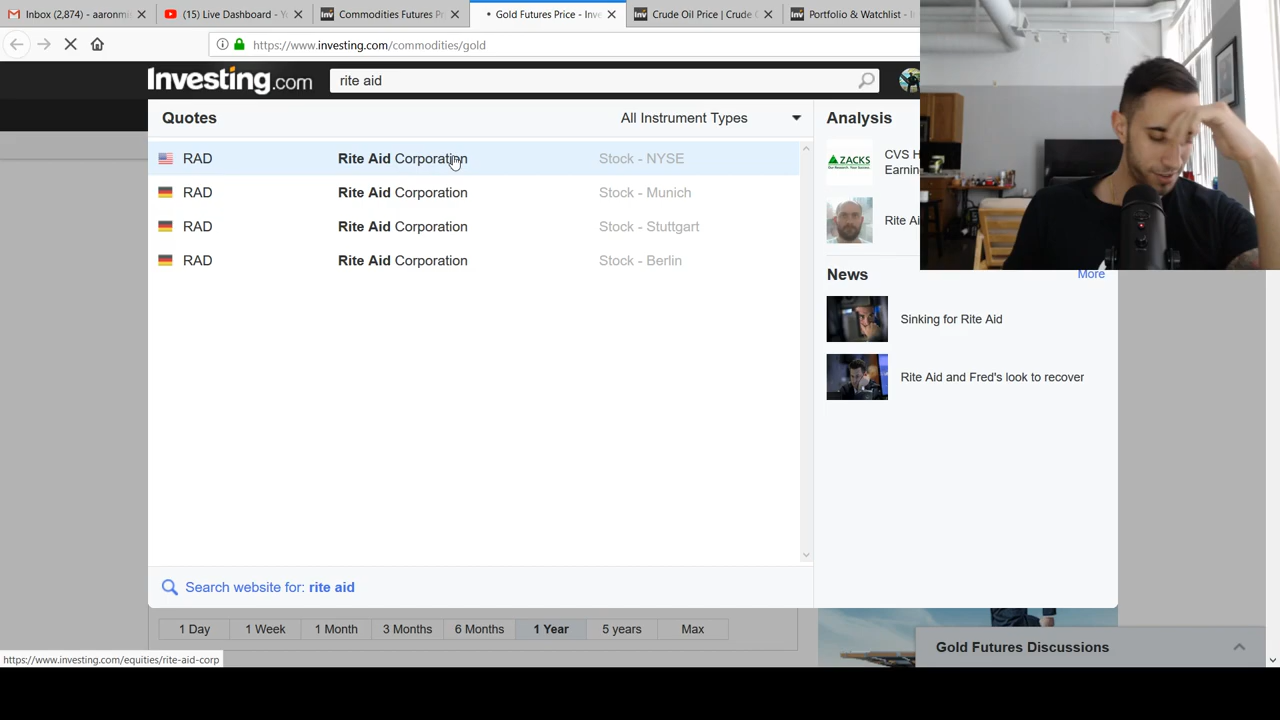 Inbox (2,874) - aaronmi
(15) Live Dashboard - Y
Commodities Futures P
Gold Futures Price - Inve
Crude Oil Price | Crude
Portfolio & Watchlist - I
https://www.investing.com/commodities/gold
Investing.com
rite aid
Quotes
All Instrument Types
RAD Rite Aid Corporation Stock - NYSE
RAD Rite Aid Corporation Stock - Munich
RAD Rite Aid Corporation Stock - Stuttgart
RAD Rite Aid Corporation Stock - Berlin
Search website for: rite aid
Analysis
ZACKS
CVS H
Earnin
Rite Ai
News
More
Sinking for Rite Aid
Rite Aid and Fred's look to recover
1 Day 1 Week 1 Month 3 Months 6 Months 1 Year 5 years Max
Gold Futures Discussions
https://www.investing.com/equities/rite-aid-corp